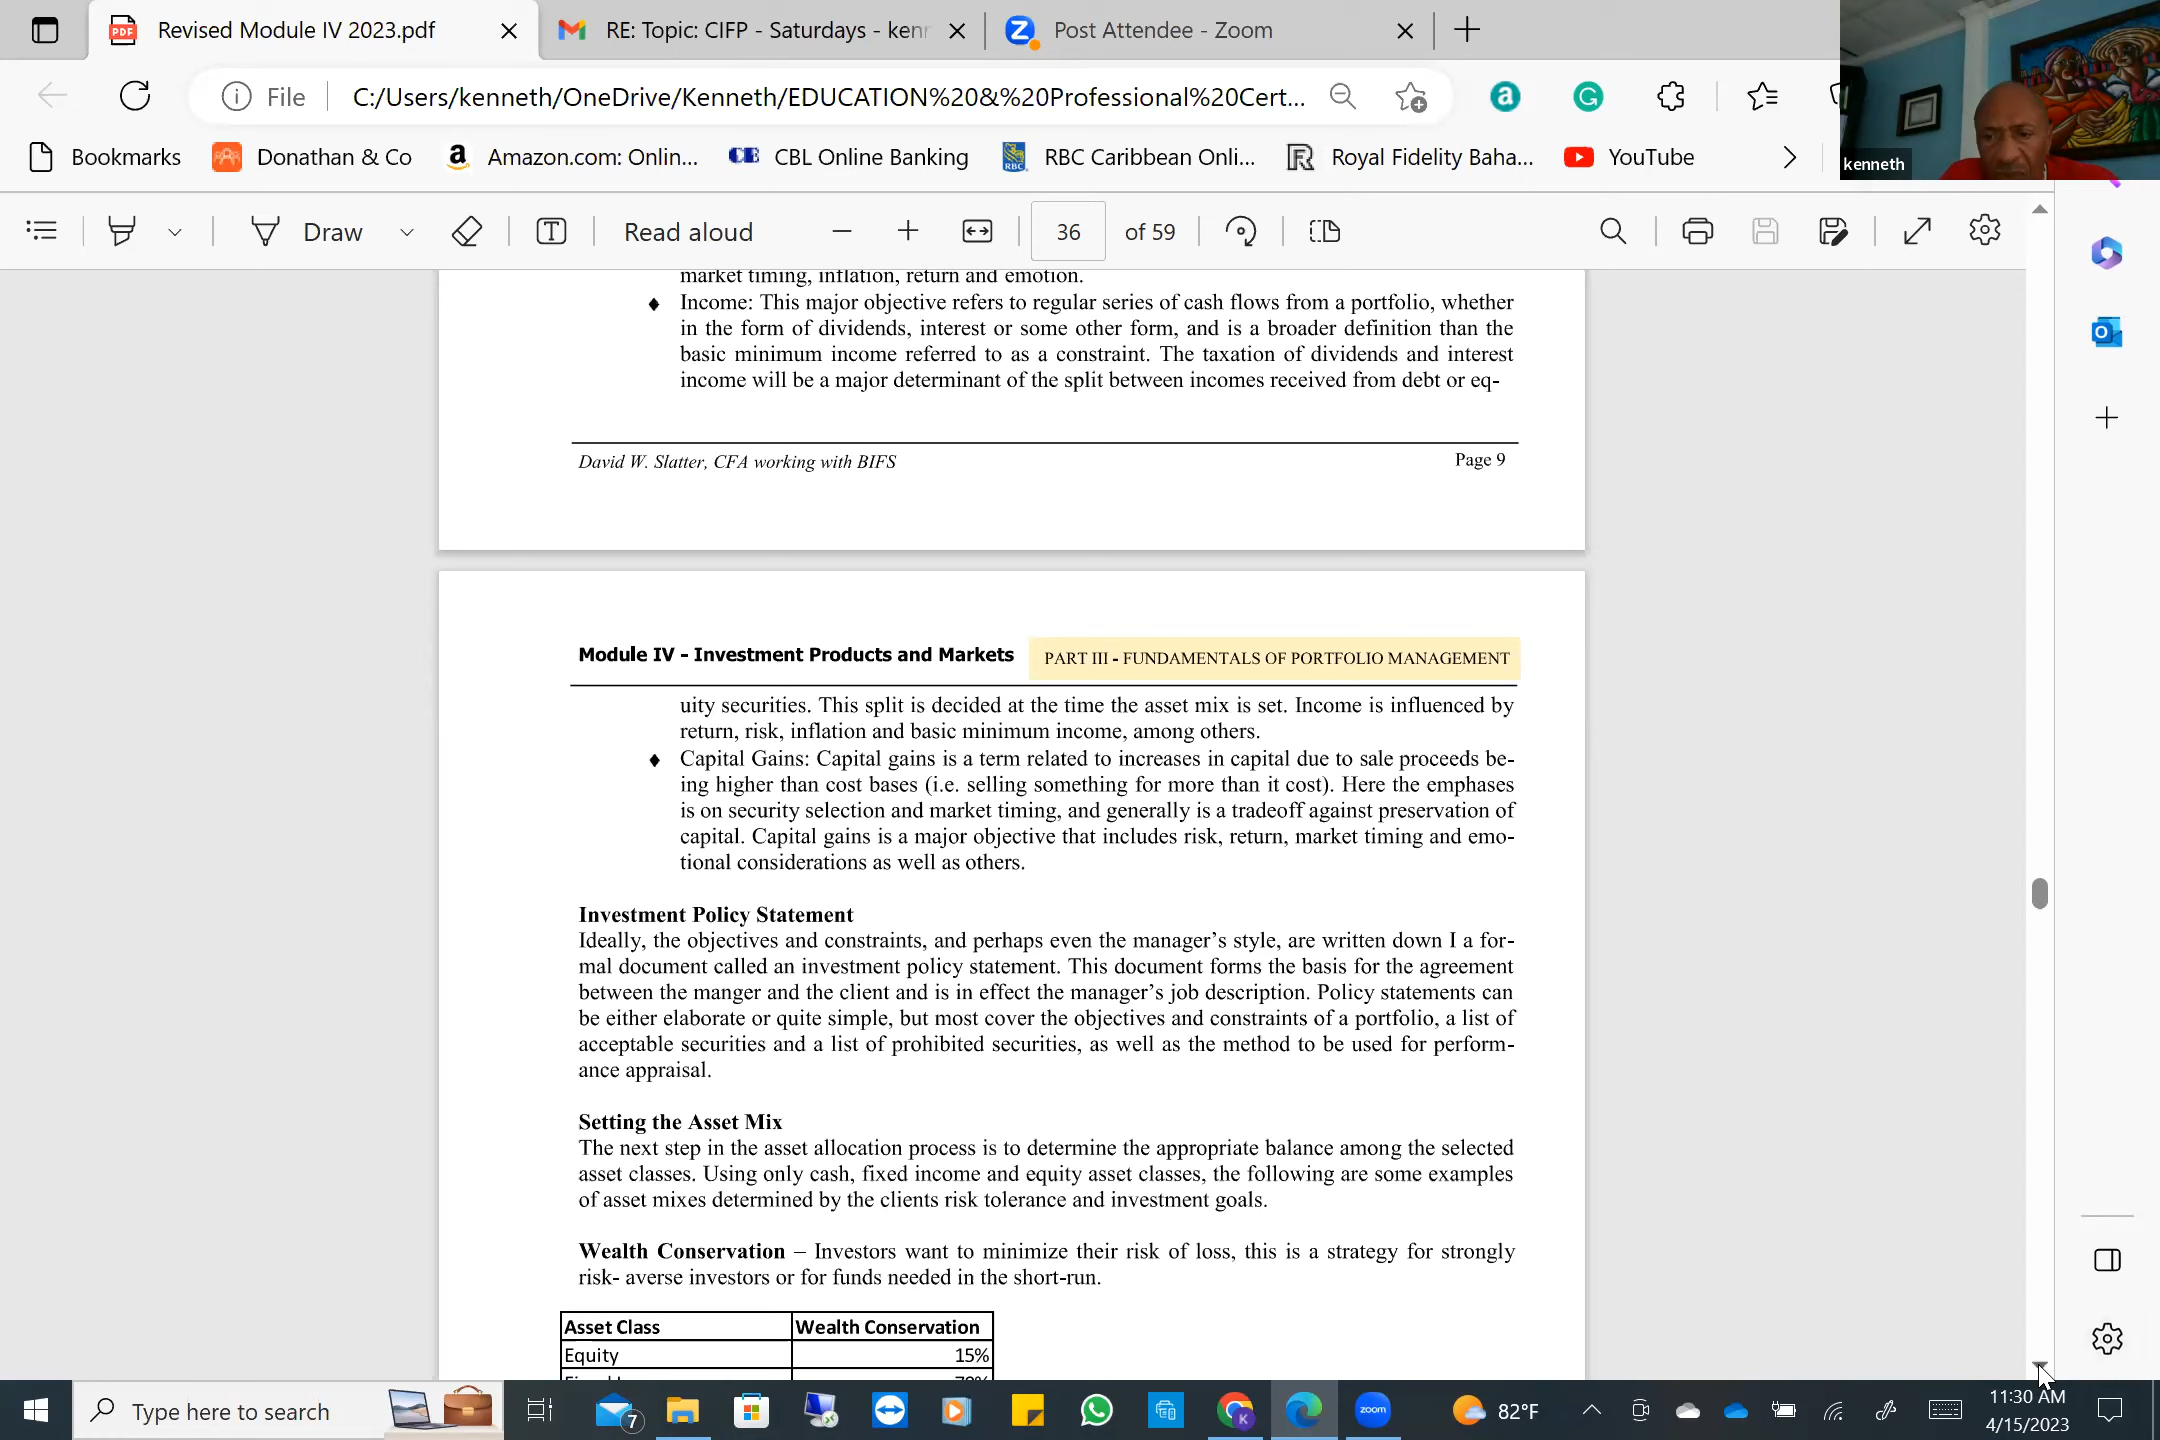 Revised Module IV 2023.pdf
RE: Topic: CIFP - Saturdays - kenn
Post Attendee - Zoom
File
C:/Users/kenneth/OneDrive/Kenneth/EDUCATION%20&%20Professional%20Cert...
Bookmarks
Donathan & Co
Amazon.com: Onlin...
CBL Online Banking
RBC Caribbean Onli...
Royal Fidelity Baha...
YouTube
kenneth
Draw
Read aloud
36
of 59
market timing, inflation, return and emotion.
♦ Income: This major objective refers to regular series of cash flows from a portfolio, whether
in the form of dividends, interest or some other form, and is a broader definition than the
basic minimum income referred to as a constraint. The taxation of dividends and interest
income will be a major determinant of the split between incomes received from debt or eq-
David W. Slatter, CFA working with BIFS
Page 9
Module IV - Investment Products and Markets
PART III - FUNDAMENTALS OF PORTFOLIO MANAGEMENT
uity securities. This split is decided at the time the asset mix is set. Income is influenced by
return, risk, inflation and basic minimum income, among others.
♦ Capital Gains: Capital gains is a term related to increases in capital due to sale proceeds be-
ing higher than cost bases (i.e. selling something for more than it cost). Here the emphases
is on security selection and market timing, and generally is a tradeoff against preservation of
capital. Capital gains is a major objective that includes risk, return, market timing and emo-
tional considerations as well as others.
Investment Policy Statement
Ideally, the objectives and constraints, and perhaps even the manager's style, are written down I a for-
mal document called an investment policy statement. This document forms the basis for the agreement
between the manger and the client and is in effect the manager's job description. Policy statements can
be either elaborate or quite simple, but most cover the objectives and constraints of a portfolio, a list of
acceptable securities and a list of prohibited securities, as well as the method to be used for perform-
ance appraisal.
Setting the Asset Mix
The next step in the asset allocation process is to determine the appropriate balance among the selected
asset classes. Using only cash, fixed income and equity asset classes, the following are some examples
of asset mixes determined by the clients risk tolerance and investment goals.
Wealth Conservation – Investors want to minimize their risk of loss, this is a strategy for strongly
risk- averse investors or for funds needed in the short-run.
Asset Class
Wealth Conservation
Equity
15%
Type here to search
7
zoom
82°F
11:30 AM
4/15/2023